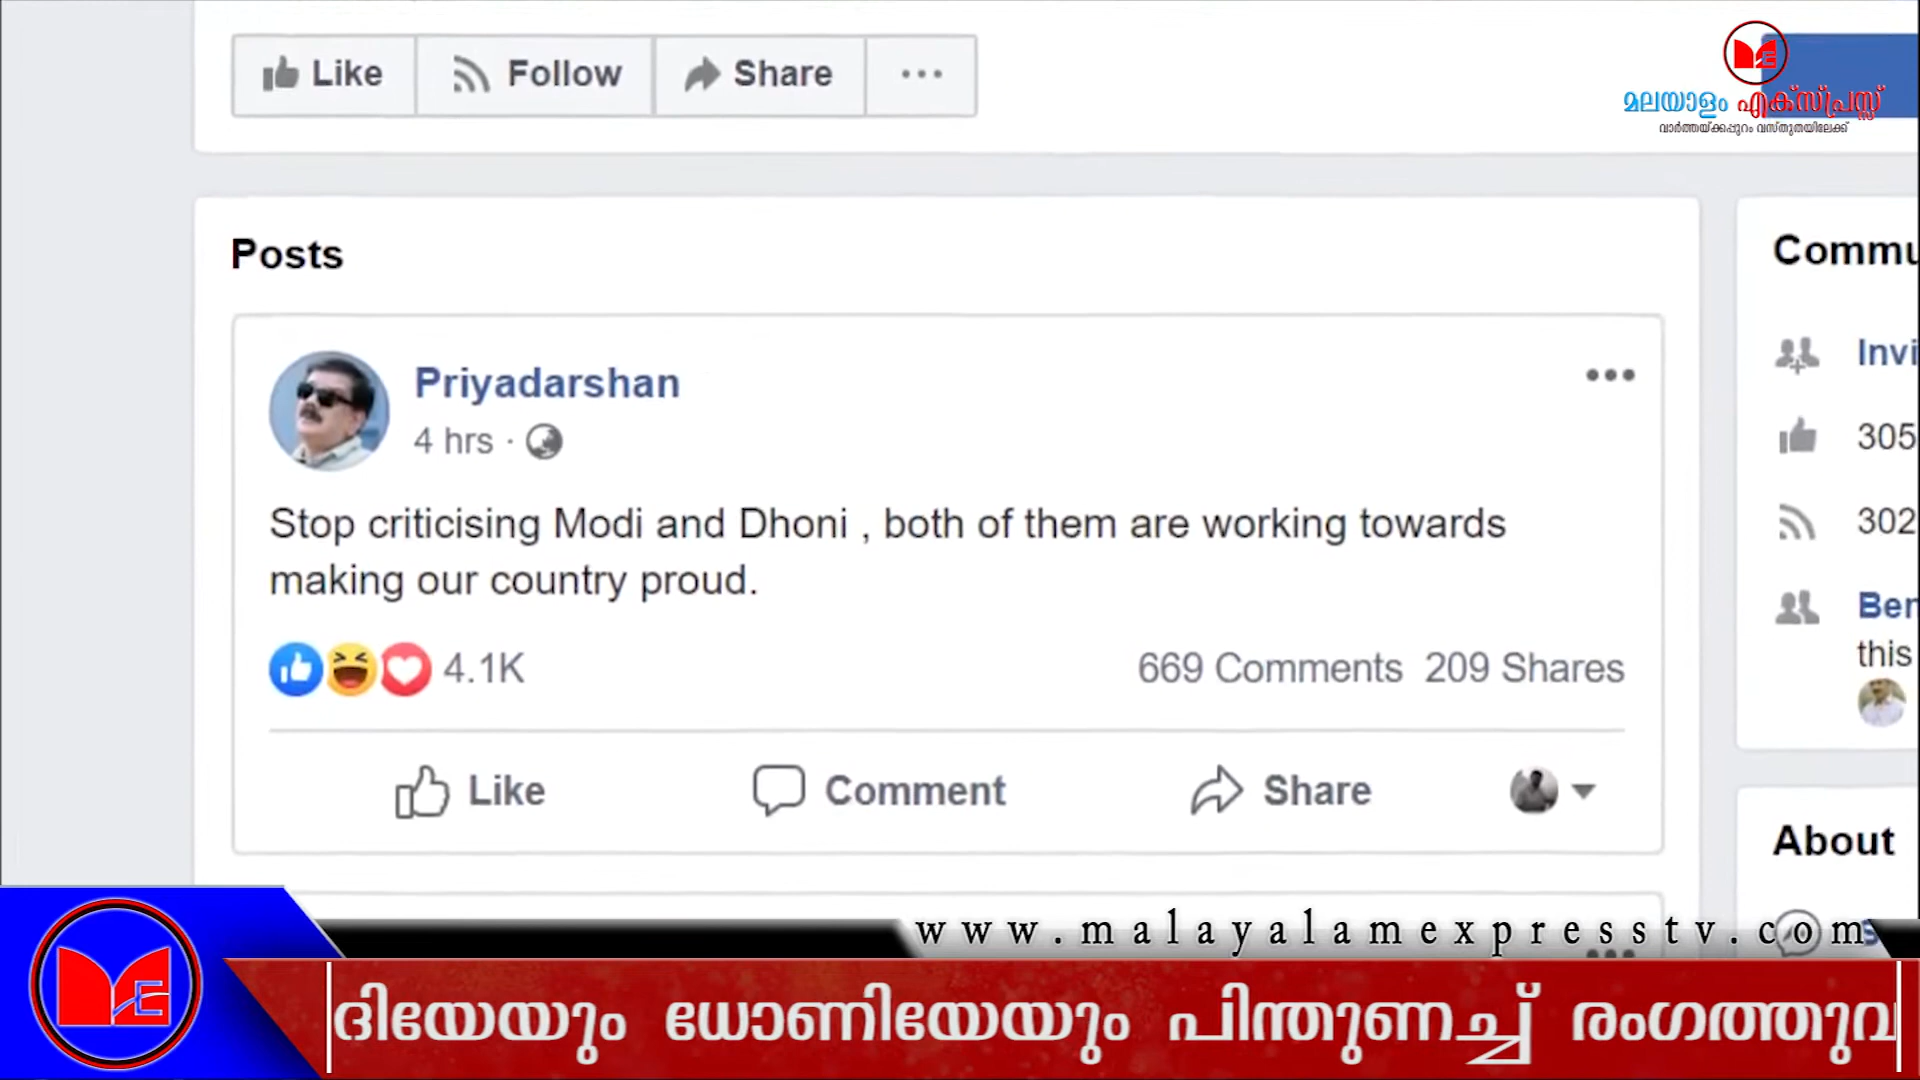 Like
Follow
Share
മലയാളം എക്സ്പ്രസ്സ്
വാർത്തയ്ക്കപ്പുറം വസ്തുതയിലേക്ക്
Posts
Priyadarshan
4 hrs ·
Stop criticising Modi and Dhoni , both of them are working towards
making our country proud.
4.1K
669 Comments 209 Shares
Like
Comment
Share
Commu
Invi
305
302
Ber
this
About
www.malayalamexpresstv.com
ദിയേയും ധോണിയേയും പിന്തുണച്ച് രംഗത്തുവ